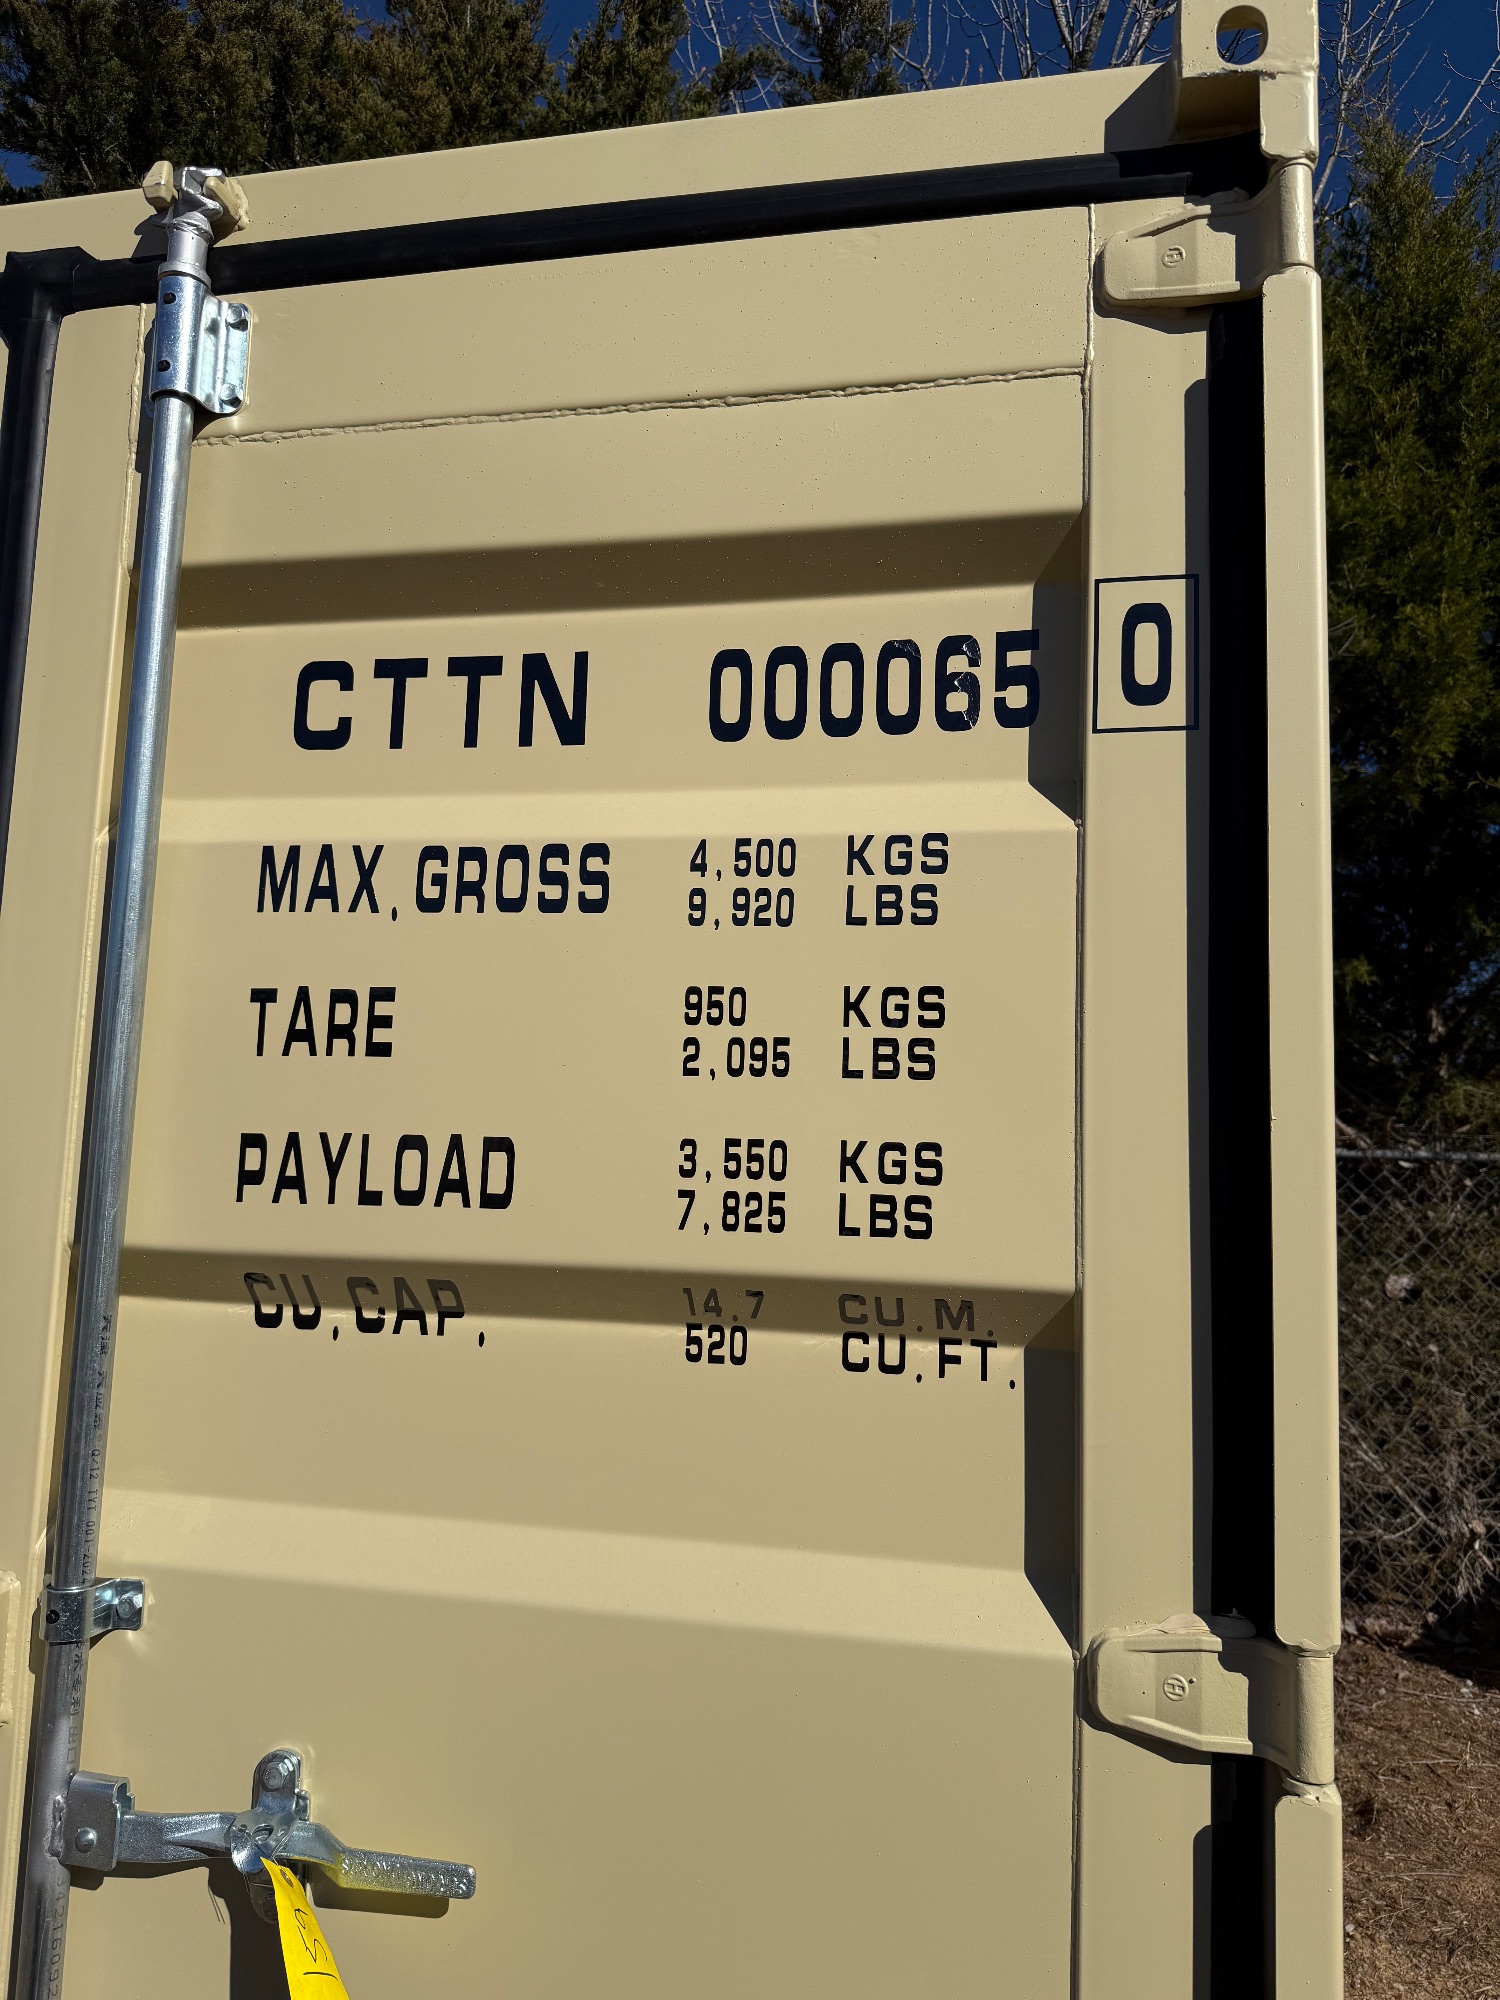 CTTN 000065 0
MAX.GROSS 4,500 KGS
9,920 LBS
TARE 950 KGS
2,095 LBS
PAYLOAD 3,550 KGS
7,825 LBS
CU.CAP. 14.7 CU.M.
520 CU.FT.
159